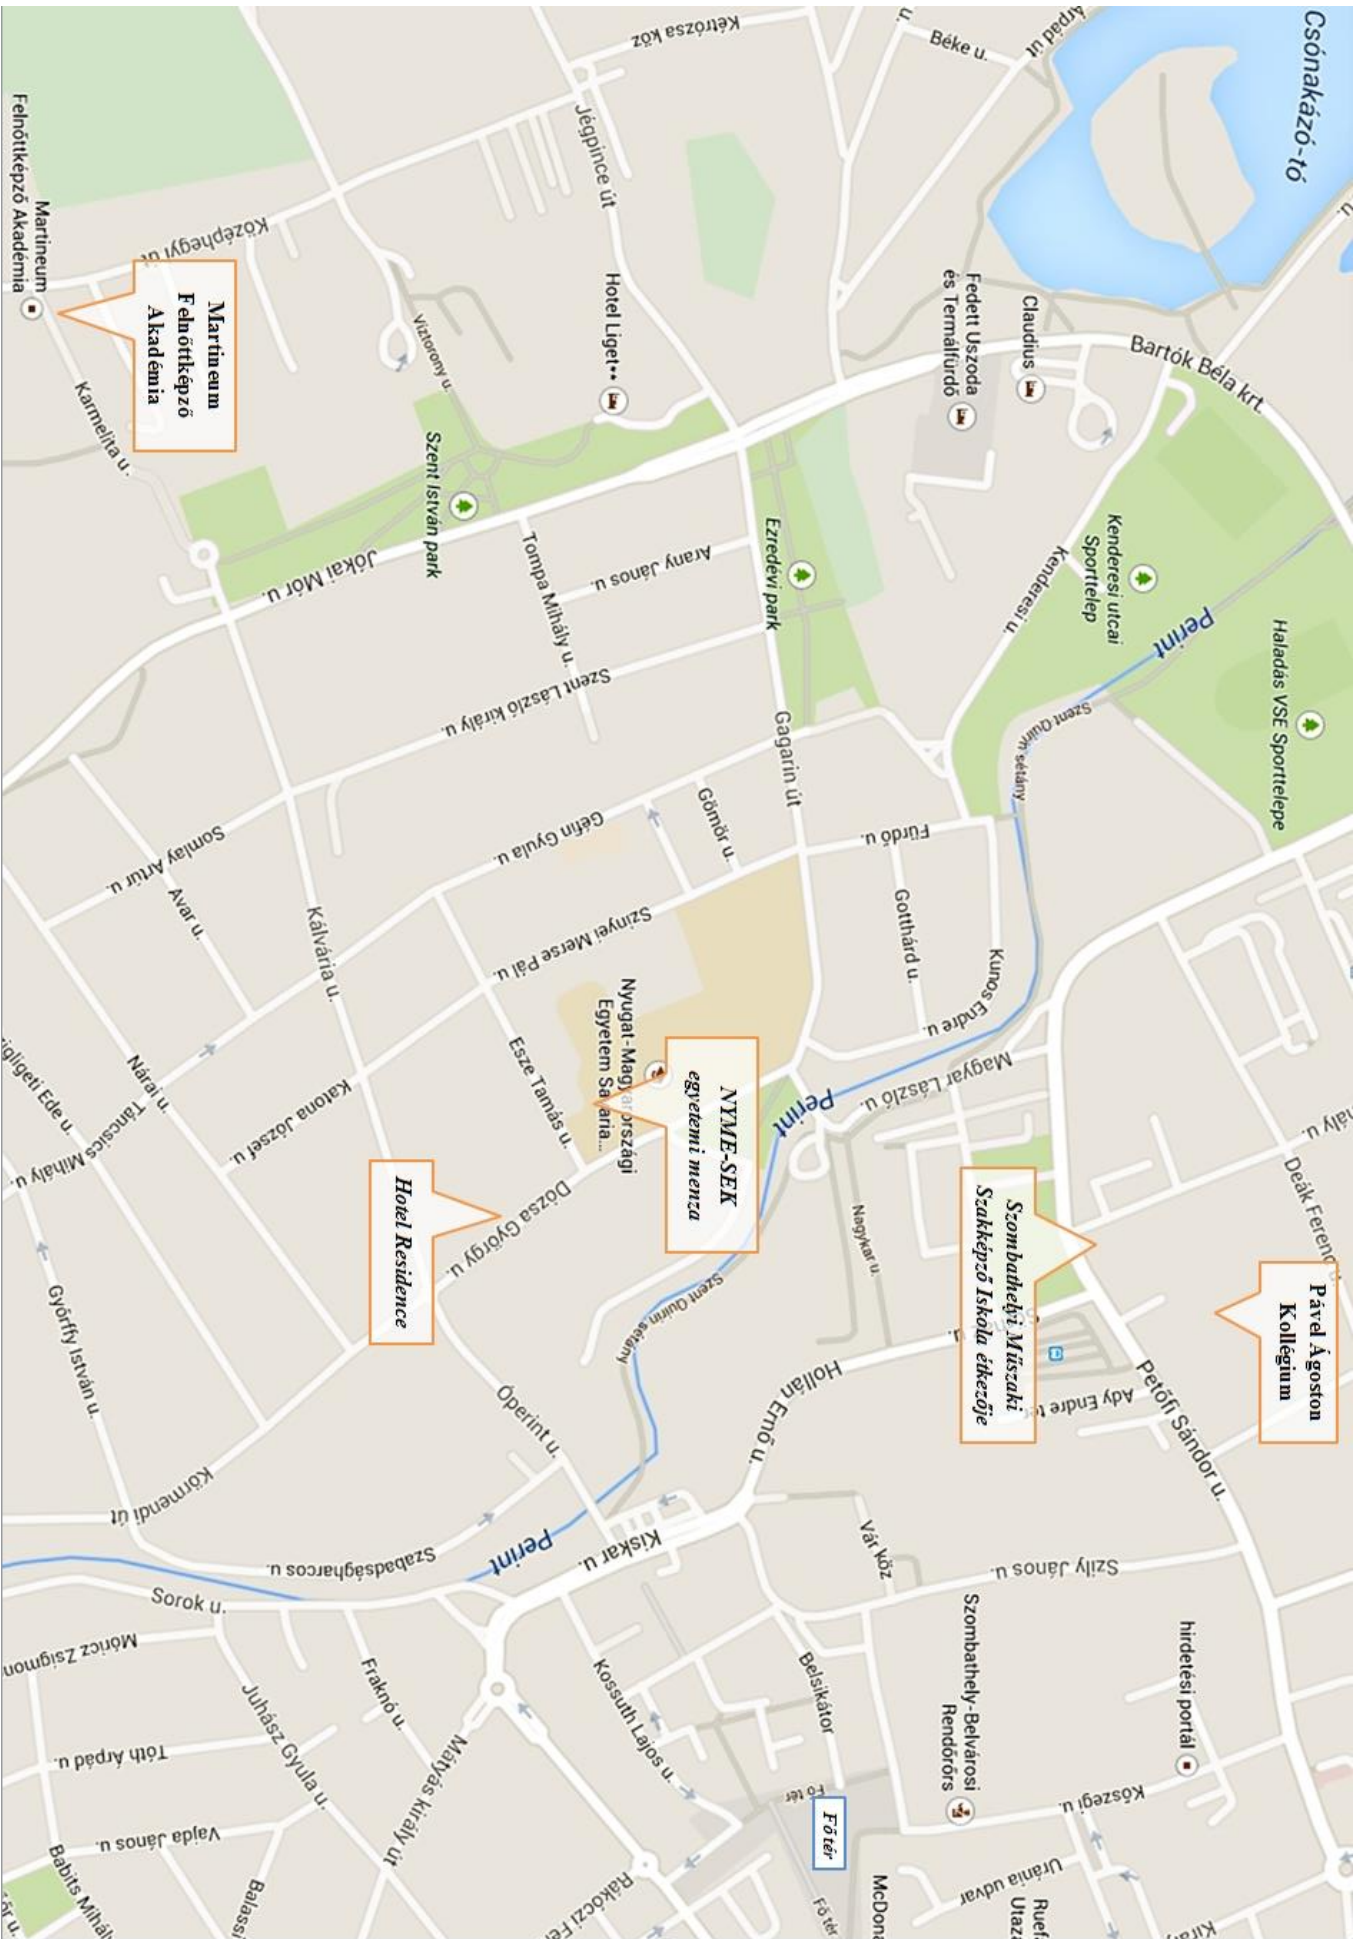 Csónakázó-tó
Haladás VSE Sporttelepe
Deák Ferenc u.
Pável Ágoston
Kollégium
Petőfi Sándor u.
hirdetési portál
Bartók Béla krt.
Perint
Kenderesi utcai
Sporttelep
Kenderesi u.
Szent Quirin sétány
Szombathelyi Műszaki
Szakképző Iskola étkezője
Ady Endre tér
Szily János u.
Kőszegi u.
Uránia udvar
Béke u.
Árpád út
Claudius
Fedett Uszoda
és Termálfürdő
Kunos Endre u.
Magyar László u.
Gotthárd u.
Fürdő u.
Nagykar u.
Hollán Ernő u.
Vár köz
Szombathely-Belvárosi
Rendőrőrs
Ezredévi park
Gagarin út
Perint
NYME-SEK
egyetemi menza
Szent Quirin sétány
Belsikátor
Fő tér
Fő tér
Fő tér
Kétrózsa köz
Jégpince út
Hotel Liget**
Arany János u.
Gömör u.
Nyugat-Magyarországi
Egyetem Savaria...
Kiskar u.
Kossuth Lajos u.
Tompa Mihály u.
Szent László király u.
Géfin Gyula u.
Szinyei Merse Pál u.
Esze Tamás u.
Dózsa György u.
Óperint u.
Perint
Víztorony u.
Szent István park
Jókai Mór u.
Kálvária u.
Katona József u.
Hotel Residence
Szabadságharcos u.
Fraknó u.
Mátyás király út
Középhegyi út
Martineum
Felnőttképző
Akadémia
Somlay Artúr u.
Avar u.
Nárai u.
Táncsics Mihály u.
Körmendi út
Sorok u.
Juhász Gyula u.
Martineum
Felnőttképző Akadémia
Karmelita u.
Győrffy István u.
Tóth Árpád u.
Vajda János u.